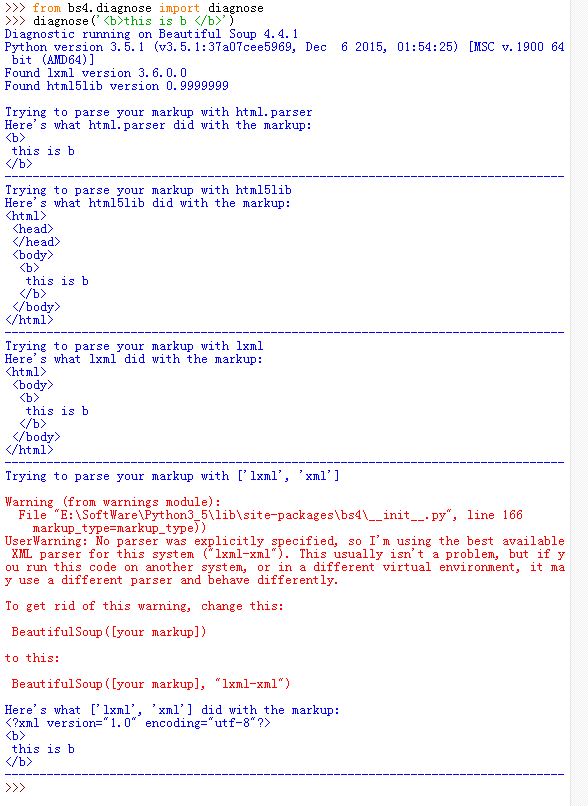 >>> from bs4.diagnose import diagnose
>>> diagnose('<b>this is b </b>')
Diagnostic running on Beautiful Soup 4.4.1
Python version 3.5.1 (v3.5.1:37a07cee5969, Dec  6 2015, 01:54:25) [MSC v.1900 64
 bit (AMD64)]
Found lxml version 3.6.0.0
Found html5lib version 0.9999999

Trying to parse your markup with html.parser
Here's what html.parser did with the markup:
<b>
 this is b
</b>
--------------------------------------------------------------------------------
Trying to parse your markup with html5lib
Here's what html5lib did with the markup:
<html>
 <head>
 </head>
 <body>
  <b>
   this is b
  </b>
 </body>
</html>
--------------------------------------------------------------------------------
Trying to parse your markup with lxml
Here's what lxml did with the markup:
<html>
 <body>
  <b>
   this is b
  </b>
 </body>
</html>
--------------------------------------------------------------------------------
Trying to parse your markup with ['lxml', 'xml']

Warning (from warnings module):
  File "E:\SoftWare\Python3_5\lib\site-packages\bs4\__init__.py", line 166
    markup_type=markup_type))
UserWarning: No parser was explicitly specified, so I'm using the best available
 XML parser for this system ("lxml-xml"). This usually isn't a problem, but if y
ou run this code on another system, or in a different virtual environment, it ma
y use a different parser and behave differently.

To get rid of this warning, change this:

 BeautifulSoup([your markup])

to this:

 BeautifulSoup([your markup], "lxml-xml")

Here's what ['lxml', 'xml'] did with the markup:
<?xml version="1.0" encoding="utf-8"?>
<b>
 this is b
</b>
--------------------------------------------------------------------------------
>>>